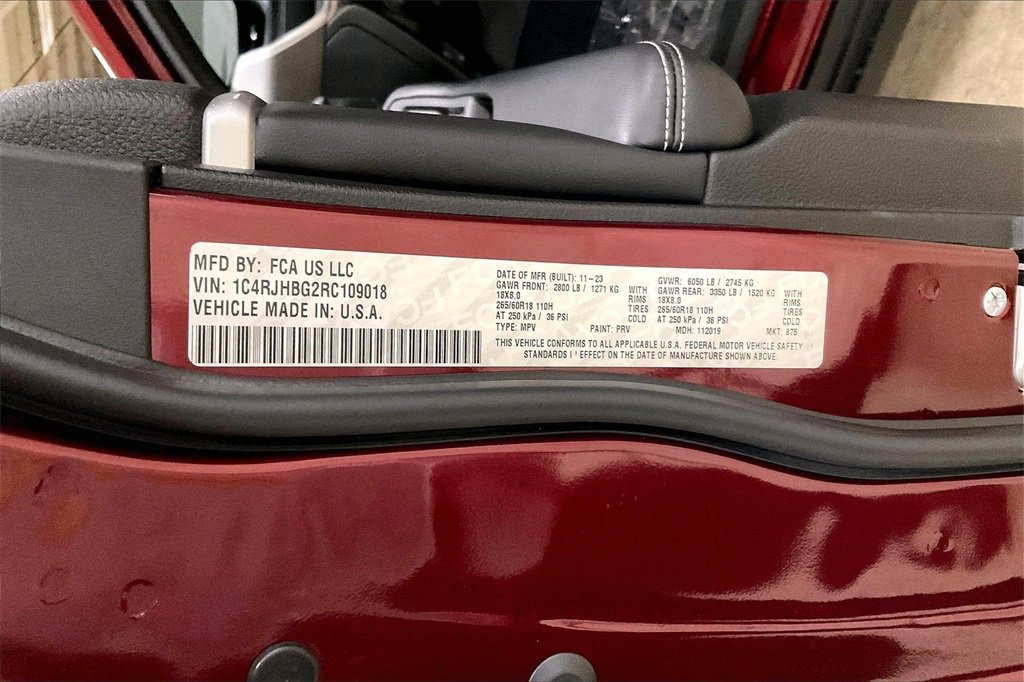 MFD BY: FCA US LLC
VIN: 1C4RJHBG2RC109018
VEHICLE MADE IN: U.S.A.
DATE OF MFR (BUILT): 11-23
GAWR FRONT: 2800 LB / 1271 KG WITH
18X8.0 RIMS
265/60R18 110H TIRES
AT 250 kPa / 36 PSI COLD
TYPE: MPV PAINT: PRV
GVWR: 6050 LB / 2745 KG
GAWR REAR: 3350 LB / 1520 KG WITH
18X8.0 RIMS
265/60R18 110H TIRES
AT 250 kPa / 36 PSI COLD
MDH: 112019 MKT: 875
THIS VEHICLE CONFORMS TO ALL APPLICABLE U.S.A. FEDERAL MOTOR VEHICLE SAFETY
STANDARDS I EFFECT ON THE DATE OF MANUFACTURE SHOWN ABOVE.